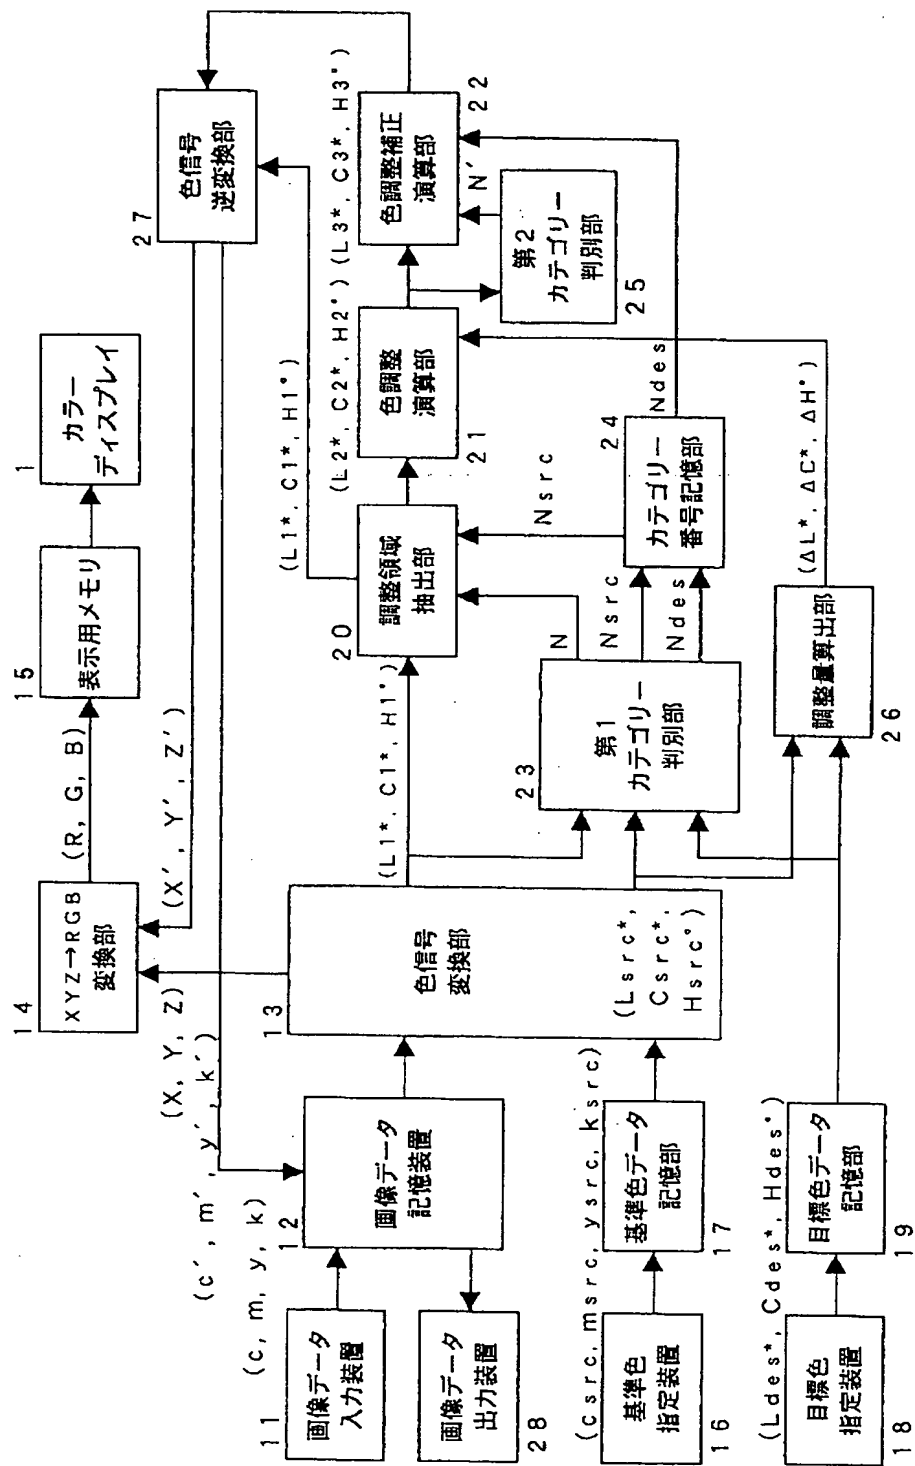 11
画像データ
入力装置
(c, m, y, k)
28
画像データ
出力装置
12
画像データ
記憶装置
(c′, m′, y′, k′)
16
基準色
指定装置
(Csrc, msrc, ysrc, ksrc)
17
基準色データ
記憶部
18
目標色
指定装置
(Ldes*, Cdes*, Hdes°)
19
目標色データ
記憶部
13
色信号
変換部
(Lsrc*,
Csrc*,
Hsrc°)
(X, Y, Z)
14
XYZ→RGB
変換部
(X′, Y′, Z′)
(R, G, B)
15
表示用メモリ
1
カラー
ディスプレイ
(L1*, C1*, H1°)
23
第1
カテゴリー
判別部
N
Nsrc
Ndes
26
調整量算出部
(ΔL*, ΔC*, ΔH°)
20
調整領域
抽出部
(L1*, C1*, H1°)
Nsrc
24
カテゴリー
番号記憶部
Ndes
21
色調整
演算部
(L2*, C2*, H2°)
25
第2
カテゴリー
判別部
N′
22
色調整補正
演算部
(L3*, C3*, H3°)
27
色信号
逆変換部